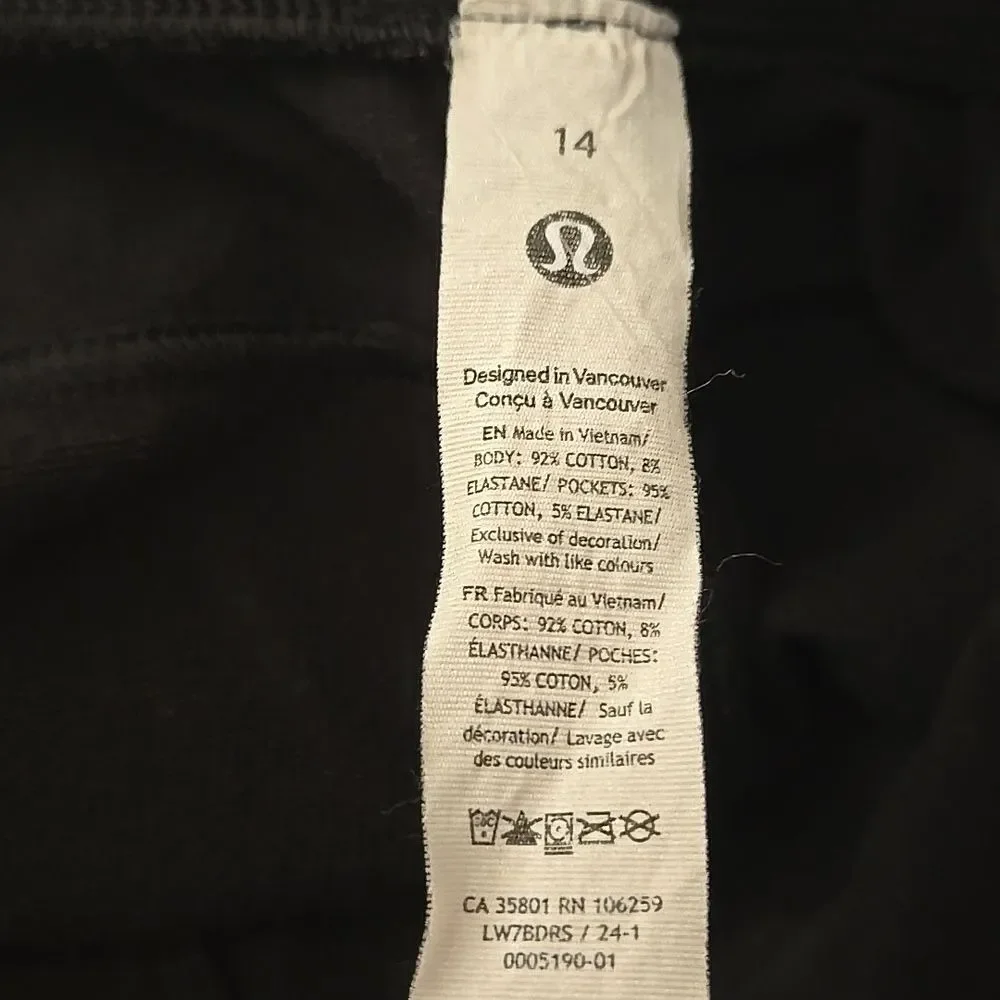 14
Designed in Vancouver
Conçu à Vancouver
EN Made in Vietnam/
BODY: 92% COTTON, 8%
ELASTANE/ POCKETS: 95%
COTTON, 5% ELASTANE/
Exclusive of decoration/
Wash with like colours
FR Fabriqué au Vietnam/
CORPS: 92% COTON, 8%
ÉLASTHANNE/ POCHES:
95% COTON, 5%
ÉLASTHANNE/ Sauf la
décoration/ Lavage avec
des couleurs similaires
CA 35801 RN 106259
LW7BDRS / 24-1
0005190-01